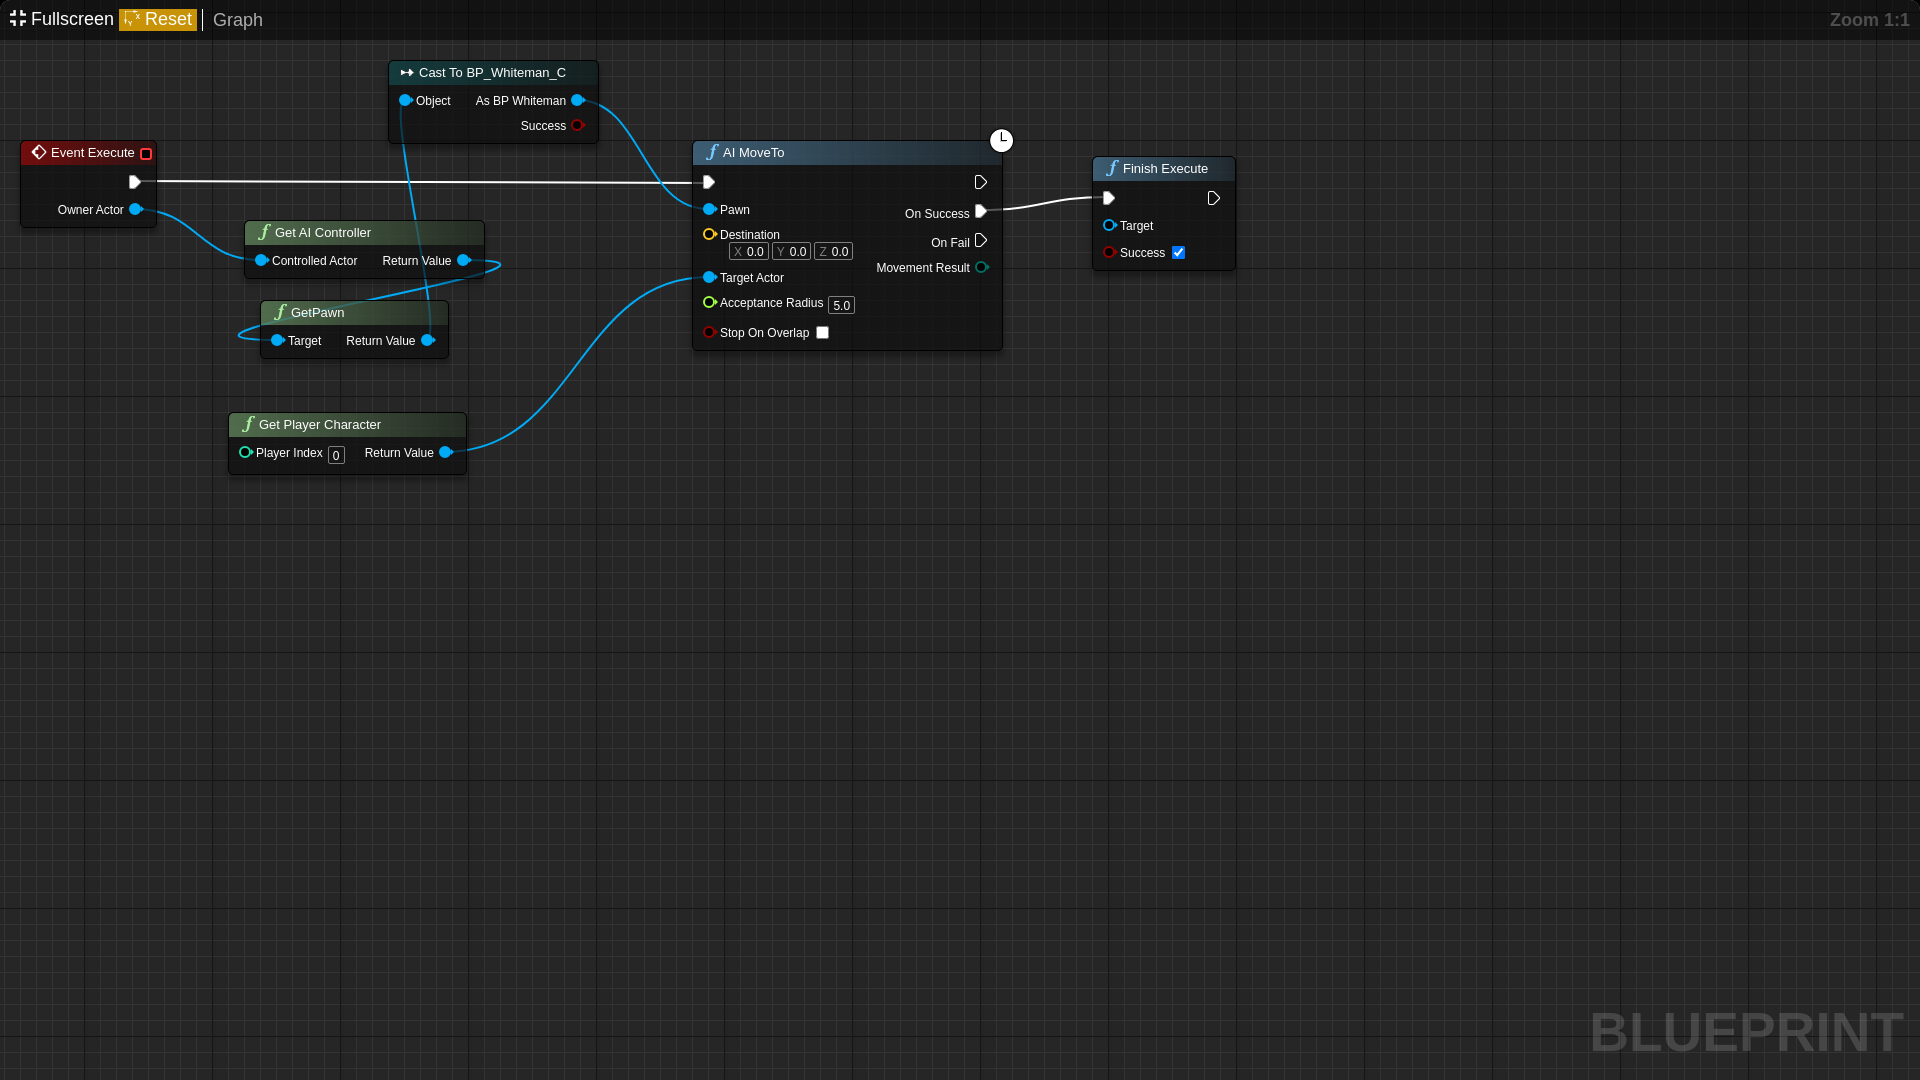 Fullscreen Reset Graph
Zoom 1:1
Cast To BP_Whiteman_C
Object As BP Whiteman
Success
Event Execute
Owner Actor
Get AI Controller
Controlled Actor Return Value
GetPawn
Target Return Value
Get Player Character
Player Index 0 Return Value
AI MoveTo
Pawn
On Success
Destination
X 0.0 Y 0.0 Z 0.0
On Fail
Movement Result
Target Actor
Acceptance Radius 5.0
Stop On Overlap
Finish Execute
Target
Success
BLUEPRINT